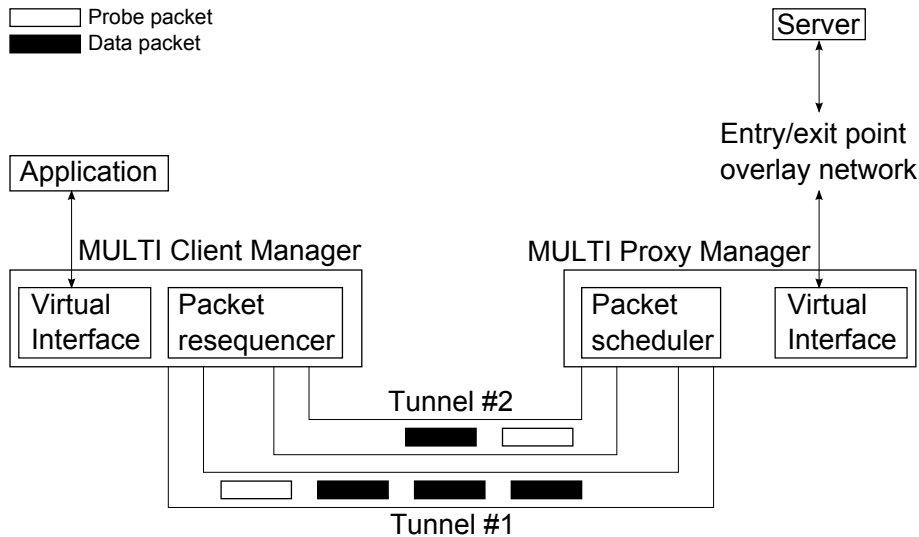 Probe packet
Data packet
Server
Entry/exit point
overlay network
Application
MULTI Client Manager
MULTI Proxy Manager
Virtual
Interface
Packet
resequencer
Packet
scheduler
Virtual
Interface
Tunnel #2
Tunnel #1